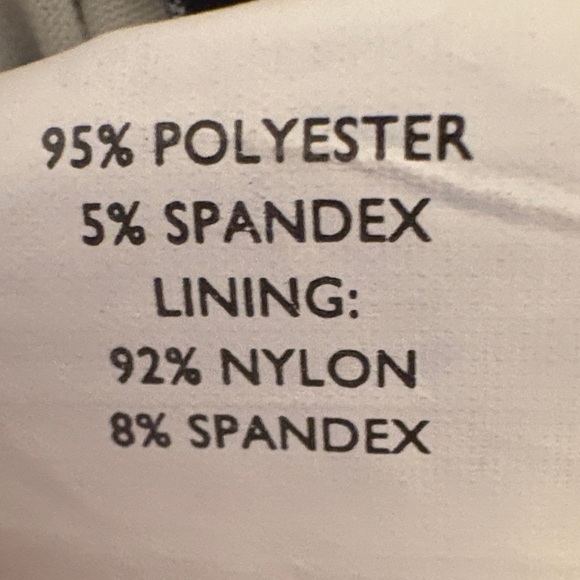 95% POLYESTER
5% SPANDEX
LINING:
92% NYLON
8% SPANDEX